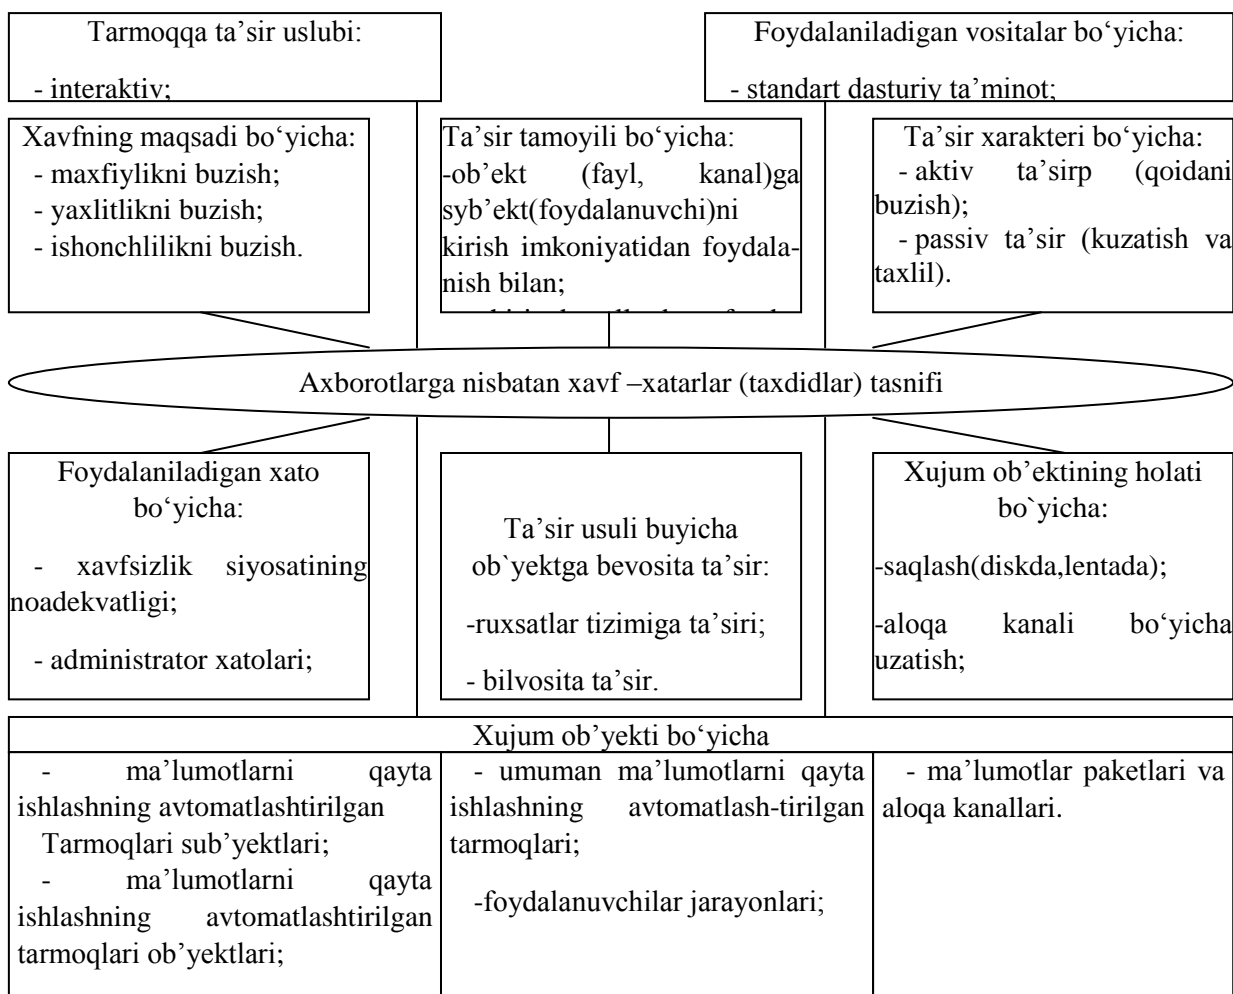 Tarmoqqa ta’sir uslubi:
- interaktiv;
Foydalaniladigan vositalar bo‘yicha:
- standart dasturiy ta’minot;
Xavfning maqsadi bo‘yicha:
- maxfiylikni buzish;
- yaxlitlikni buzish;
- ishonchlilikni buzish.
Ta’sir tamoyili bo‘yicha:
-ob’ekt (fayl, kanal)ga
syb’ekt(foydalanuvchi)ni
kirish imkoniyatidan foydala-
nish bilan;
Ta’sir xarakteri bo‘yicha:
- aktiv ta’sirp (qoidani
buzish);
- passiv ta’sir (kuzatish va
taxlil).
Axborotlarga nisbatan xavf –xatarlar (taxdidlar) tasnifi
Foydalaniladigan xato
bo‘yicha:
- xavfsizlik siyosatining
noadekvatligi;
- administrator xatolari;
Ta’sir usuli buyicha
ob`yektga bevosita ta’sir:
-ruxsatlar tizimiga ta’siri;
- bilvosita ta’sir.
Xujum ob’ektining holati
bo`yicha:
-saqlash(diskda,lentada);
-aloqa kanali bo‘yicha
uzatish;
Xujum ob’yekti bo‘yicha
- ma’lumotlarni qayta
ishlashning avtomatlashtirilgan
Tarmoqlari sub’yektlari;
- ma’lumotlarni qayta
ishlashning avtomatlashtirilgan
tarmoqlari ob’yektlari;
- umuman ma’lumotlarni qayta
ishlashning avtomatlash-tirilgan
tarmoqlari;
-foydalanuvchilar jarayonlari;
- ma’lumotlar paketlari va
aloqa kanallari.